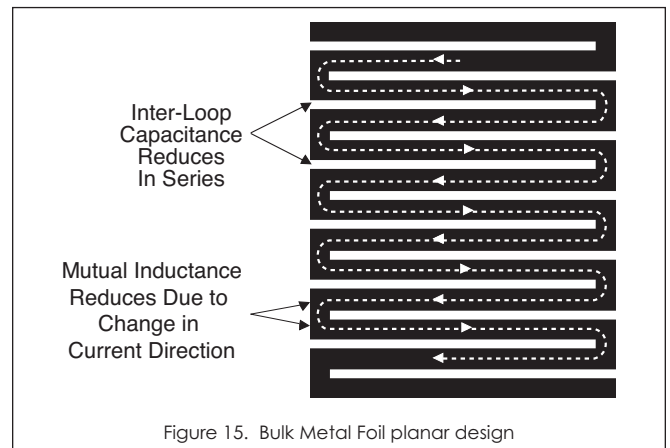 Inter-Loop
Capacitance
Reduces
In Series
Mutual Inductance
Reduces Due to
Change in
Current Direction
Figure 15. Bulk Metal Foil planar design